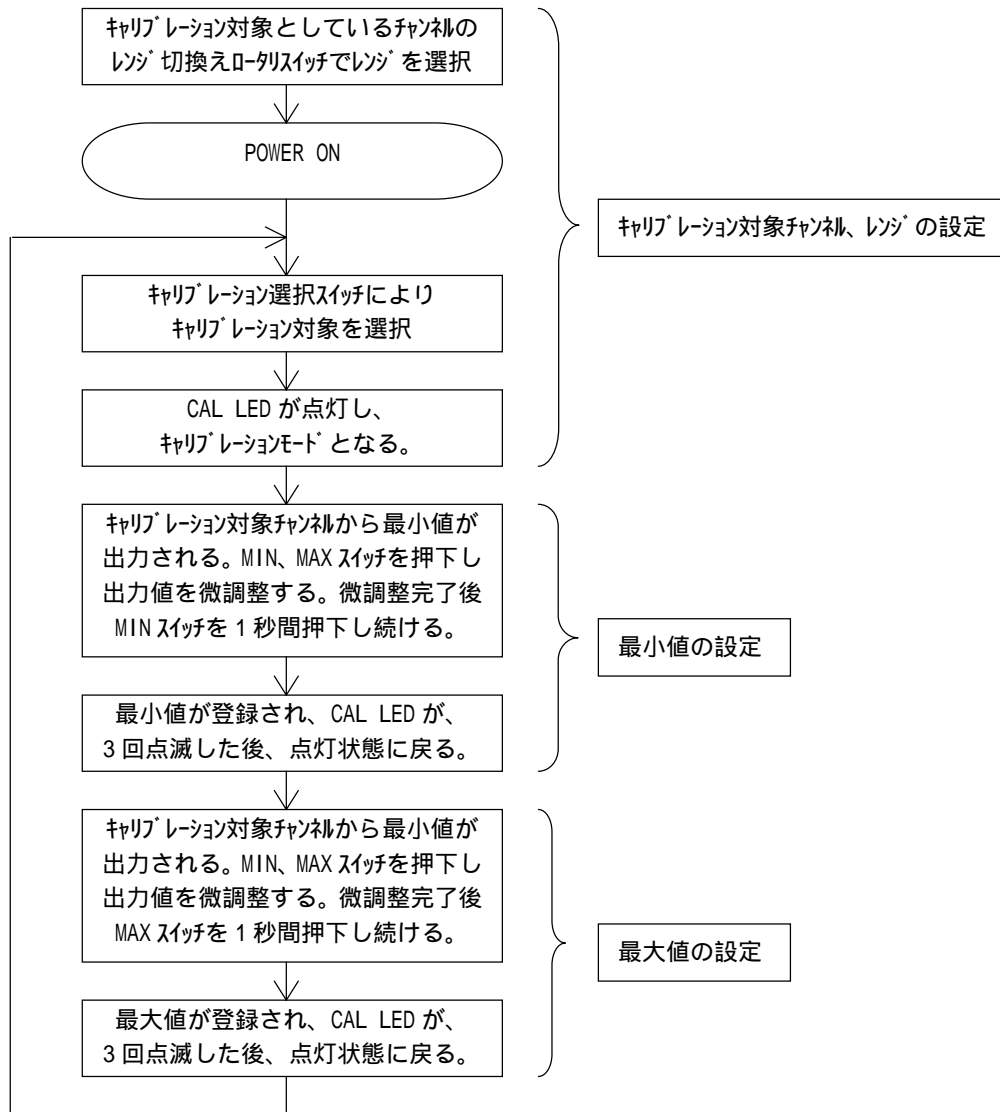 ｷｬﾘﾌﾞﾚｰｼｮﾝ対象としているﾁｬﾝﾈﾙの
ﾚﾝｼﾞ切換えﾛｰﾀﾘｽｲｯﾁでﾚﾝｼﾞを選択
POWER ON
ｷｬﾘﾌﾞﾚｰｼｮﾝ対象ﾁｬﾝﾈﾙ、ﾚﾝｼﾞの設定
ｷｬﾘﾌﾞﾚｰｼｮﾝ選択ｽｲｯﾁにより
ｷｬﾘﾌﾞﾚｰｼｮﾝ対象を選択
CAL LED が点灯し、
ｷｬﾘﾌﾞﾚｰｼｮﾝﾓｰﾄﾞとなる。
ｷｬﾘﾌﾞﾚｰｼｮﾝ対象ﾁｬﾝﾈﾙから最小値が
出力される。MIN、MAX ｽｲｯﾁを押下し
出力値を微調整する。微調整完了後
MIN ｽｲｯﾁを 1 秒間押下し続ける。
最小値の設定
最小値が登録され、CAL LED が、
3 回点滅した後、点灯状態に戻る。
ｷｬﾘﾌﾞﾚｰｼｮﾝ対象ﾁｬﾝﾈﾙから最小値が
出力される。MIN、MAX ｽｲｯﾁを押下し
出力値を微調整する。微調整完了後
MAX ｽｲｯﾁを 1 秒間押下し続ける。
最大値の設定
最大値が登録され、CAL LED が、
3 回点滅した後、点灯状態に戻る。